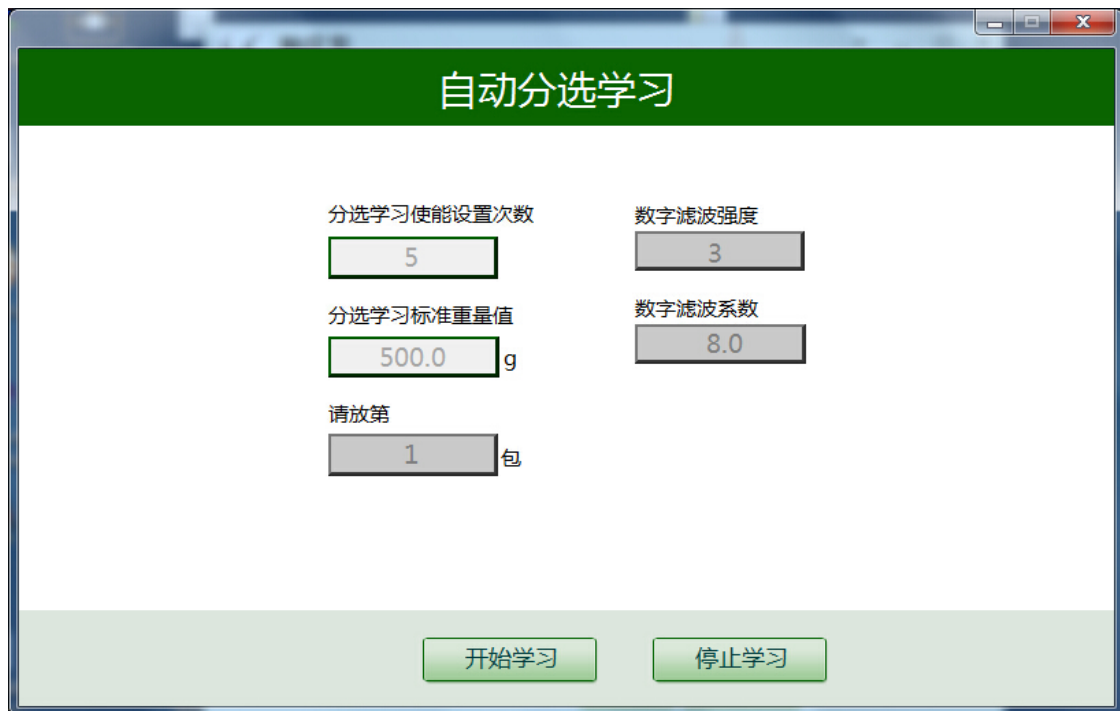 自动分选学习
分选学习使能设置次数
5
分选学习标准重量值
500.0 g
请放第
1 包
数字滤波强度
3
数字滤波系数
8.0
开始学习
停止学习